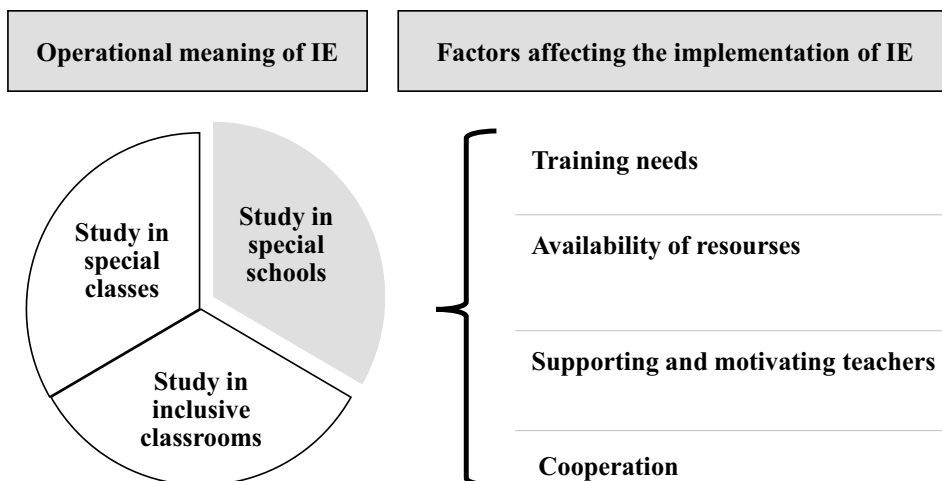 Operational meaning of IE
Factors affecting the implementation of IE
Study in
special
classes
Study in
special
schools
Study in
inclusive
classrooms
Training needs
Availability of resourses
Supporting and motivating teachers
Cooperation